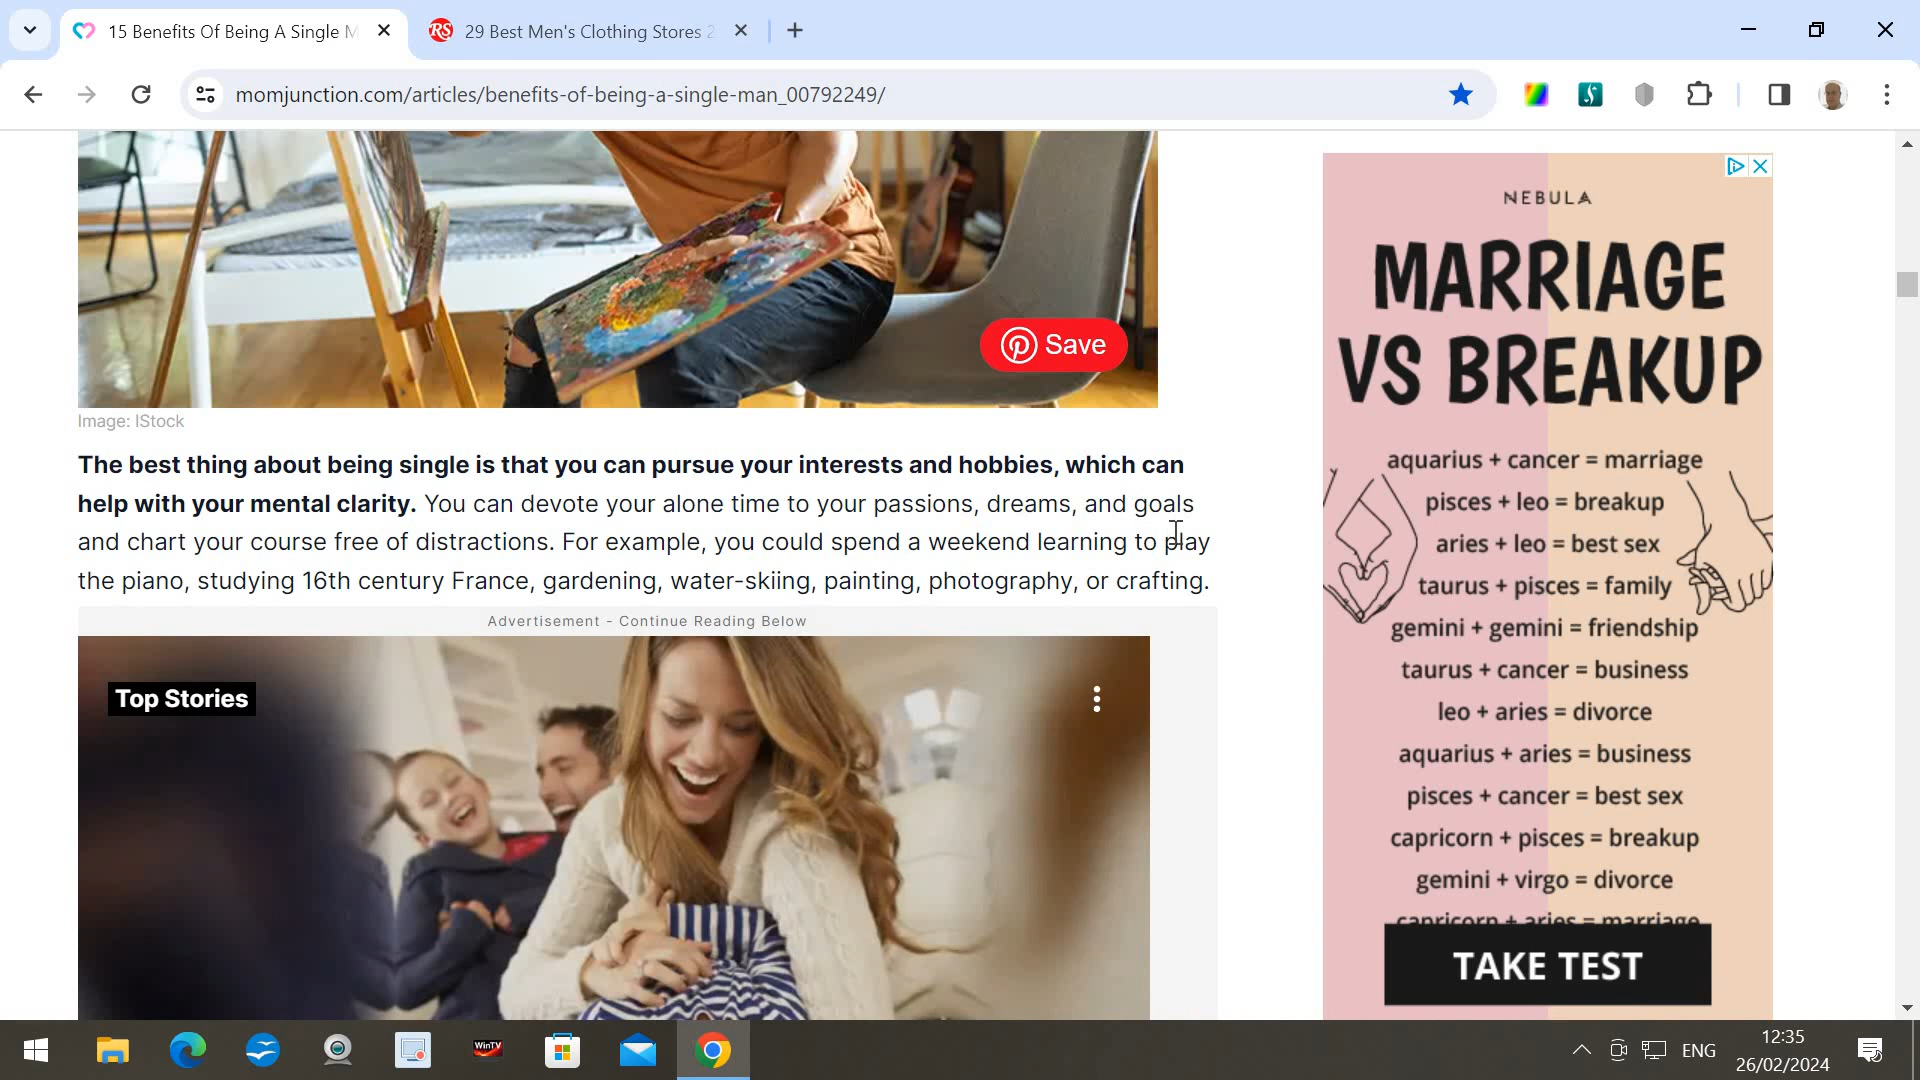 15 Benefits Of Being A Single M
29 Best Men's Clothing Stores 2
momjunction.com/articles/benefits-of-being-a-single-man_00792249/
Save
Image: IStock
The best thing about being single is that you can pursue your interests and hobbies, which can
help with your mental clarity. You can devote your alone time to your passions, dreams, and goals
and chart your course free of distractions. For example, you could spend a weekend learning to play
the piano, studying 16th century France, gardening, water-skiing, painting, photography, or crafting.
Advertisement - Continue Reading Below
Top Stories
NEBULA
MARRIAGE
VS BREAKUP
aquarius + cancer = marriage
pisces + leo = breakup
aries + leo = best sex
taurus + pisces = family
gemini + gemini = friendship
taurus + cancer = business
leo + aries = divorce
aquarius + aries = business
pisces + cancer = best sex
capricorn + pisces = breakup
gemini + virgo = divorce
capricorn + aries = marriage
TAKE TEST
RS
WinTV
ENG
12:35
26/02/2024